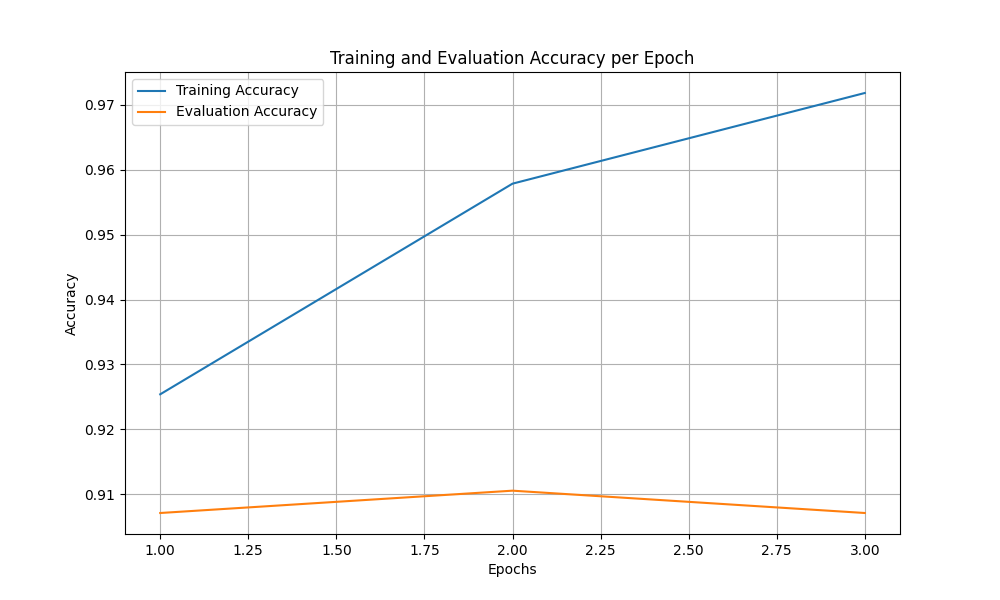 Training and Evaluation Accuracy per Epoch
Training Accuracy
Evaluation Accuracy
Accuracy
0.97
0.96
0.95
0.94
0.93
0.92
0.91
1.00 1.25 1.50 1.75 2.00 2.25 2.50 2.75 3.00
Epochs